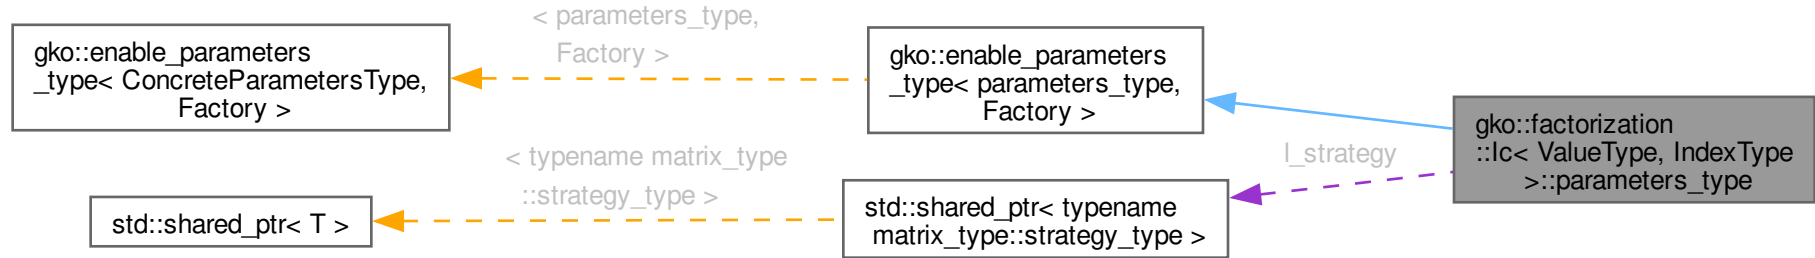 gko::enable_parameters
_type< ConcreteParametersType,
Factory >
< parameters_type,
Factory >
gko::enable_parameters
_type< parameters_type,
Factory >
gko::factorization
::Ic< ValueType, IndexType
>::parameters_type
std::shared_ptr< T >
< typename matrix_type
::strategy_type >
std::shared_ptr< typename
matrix_type::strategy_type >
l_strategy